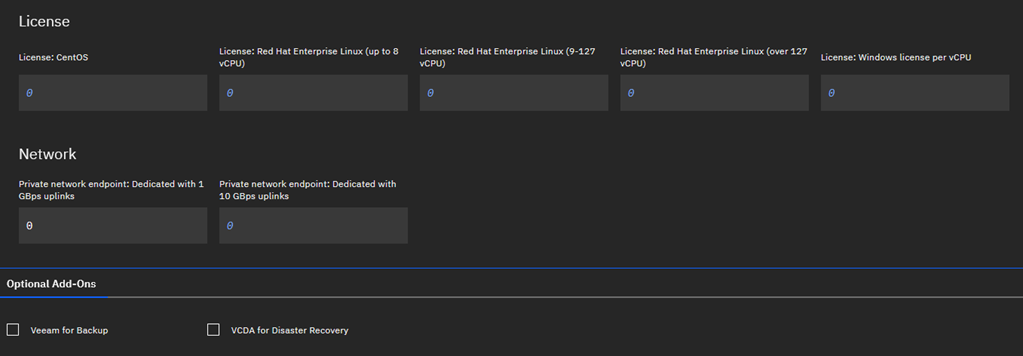 License
License: CentOS
License: Red Hat Enterprise Linux (up to 8
vCPU)
License: Red Hat Enterprise Linux (9-127
vCPU)
License: Red Hat Enterprise Linux (over 127
vCPU)
License: Windows license per vCPU
0
0
0
0
0
Network
Private network endpoint: Dedicated with 1
GBps uplinks
Private network endpoint: Dedicated with
10 GBps uplinks
0
0
Optional Add-Ons
Veeam for Backup
VCDA for Disaster Recovery